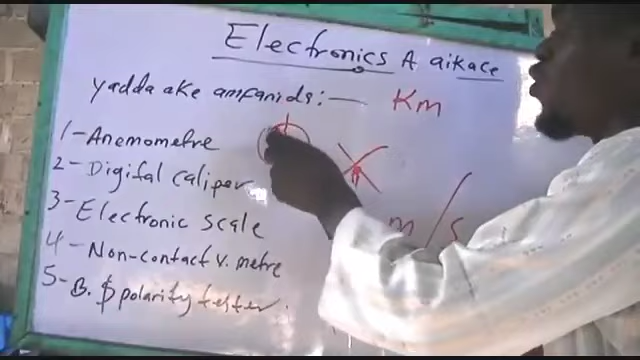 Electronics A aikace
Yadda ake amfanids:—
Km
1-Anemometre
2-Digital caliper
3-Electronic scale
m/s
4-Non-contact v. metre
5-B. $ polarity tester.